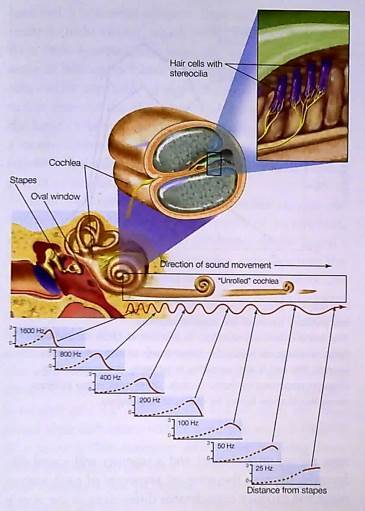 Hair cells with
stereocilia
Cochlea
Stapes
Oval window
Direction of sound movement
"Unrolled" cochlea
1600 Hz
800 Hz
400 Hz
200 Hz
100 Hz
50 Hz
25 Hz
Distance from stapes